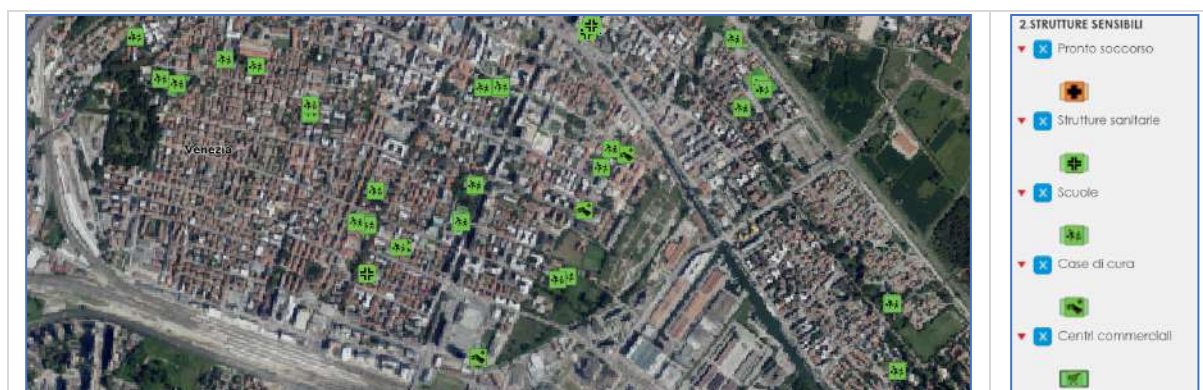 Venezia
2.STRUTTURE SENSIBILI
Pronto soccorso
Strutture sanitarie
Scuole
Case di cura
Centri commerciali